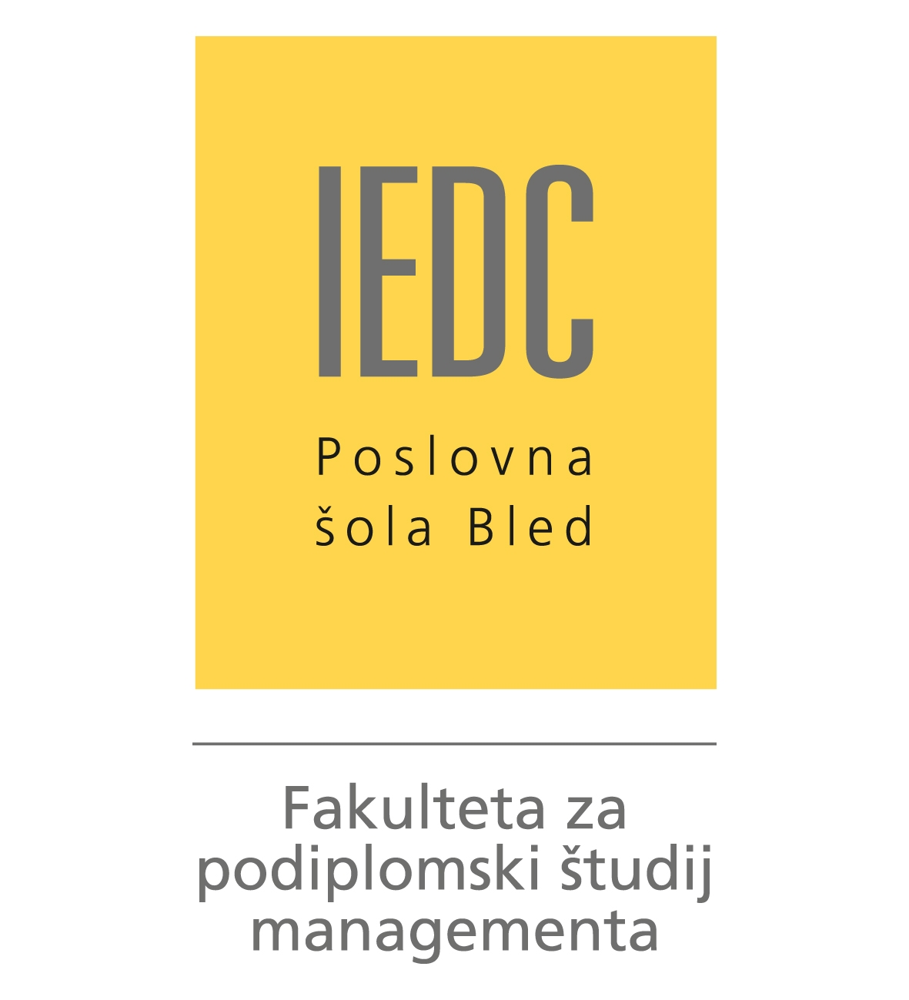 IEDC
Poslovna
šola Bled
Fakulteta za
podiplomski študij
managementa